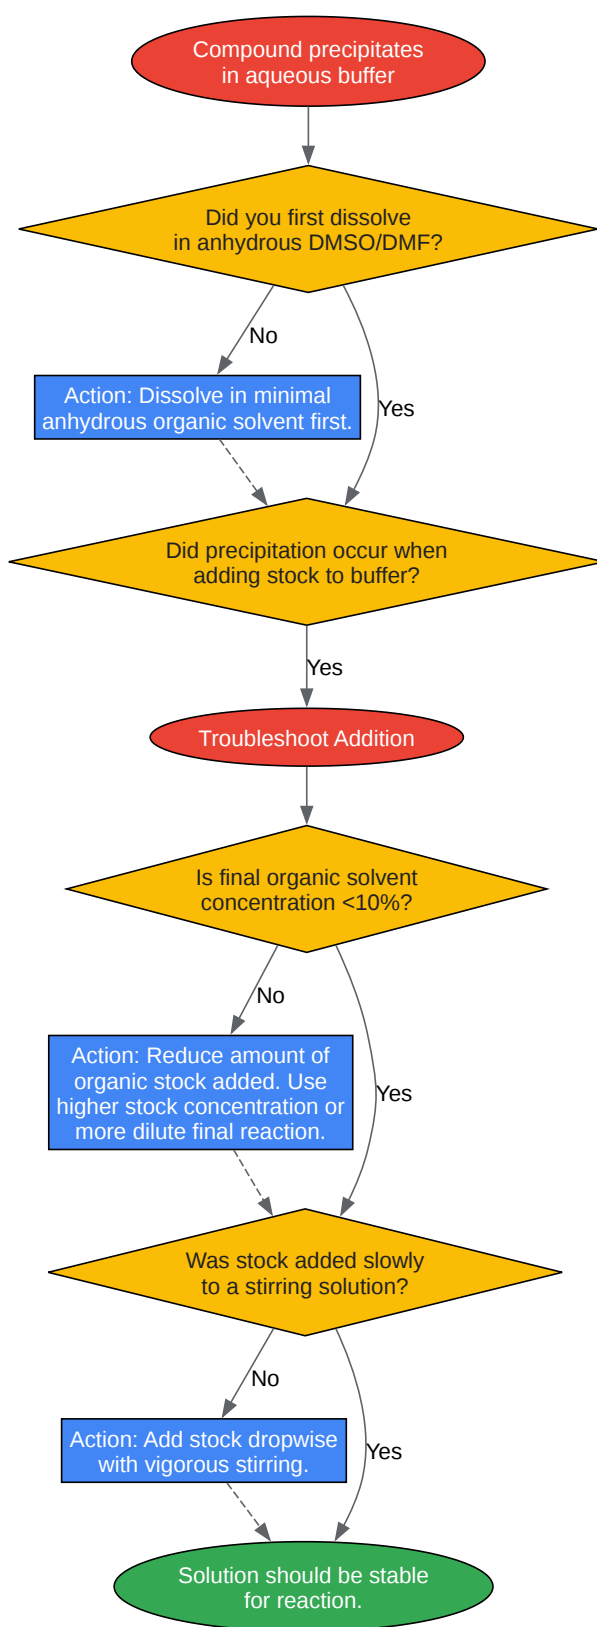 Compound precipitates
in aqueous buffer
Did you first dissolve
in anhydrous DMSO/DMF?
No
Action: Dissolve in minimal
anhydrous organic solvent first.
Yes
Did precipitation occur when
adding stock to buffer?
Yes
Troubleshoot Addition
Is final organic solvent
concentration <10%?
No
Action: Reduce amount of
organic stock added. Use
higher stock concentration or
more dilute final reaction.
Yes
Was stock added slowly
to a stirring solution?
No
Action: Add stock dropwise
with vigorous stirring.
Yes
Solution should be stable
for reaction.